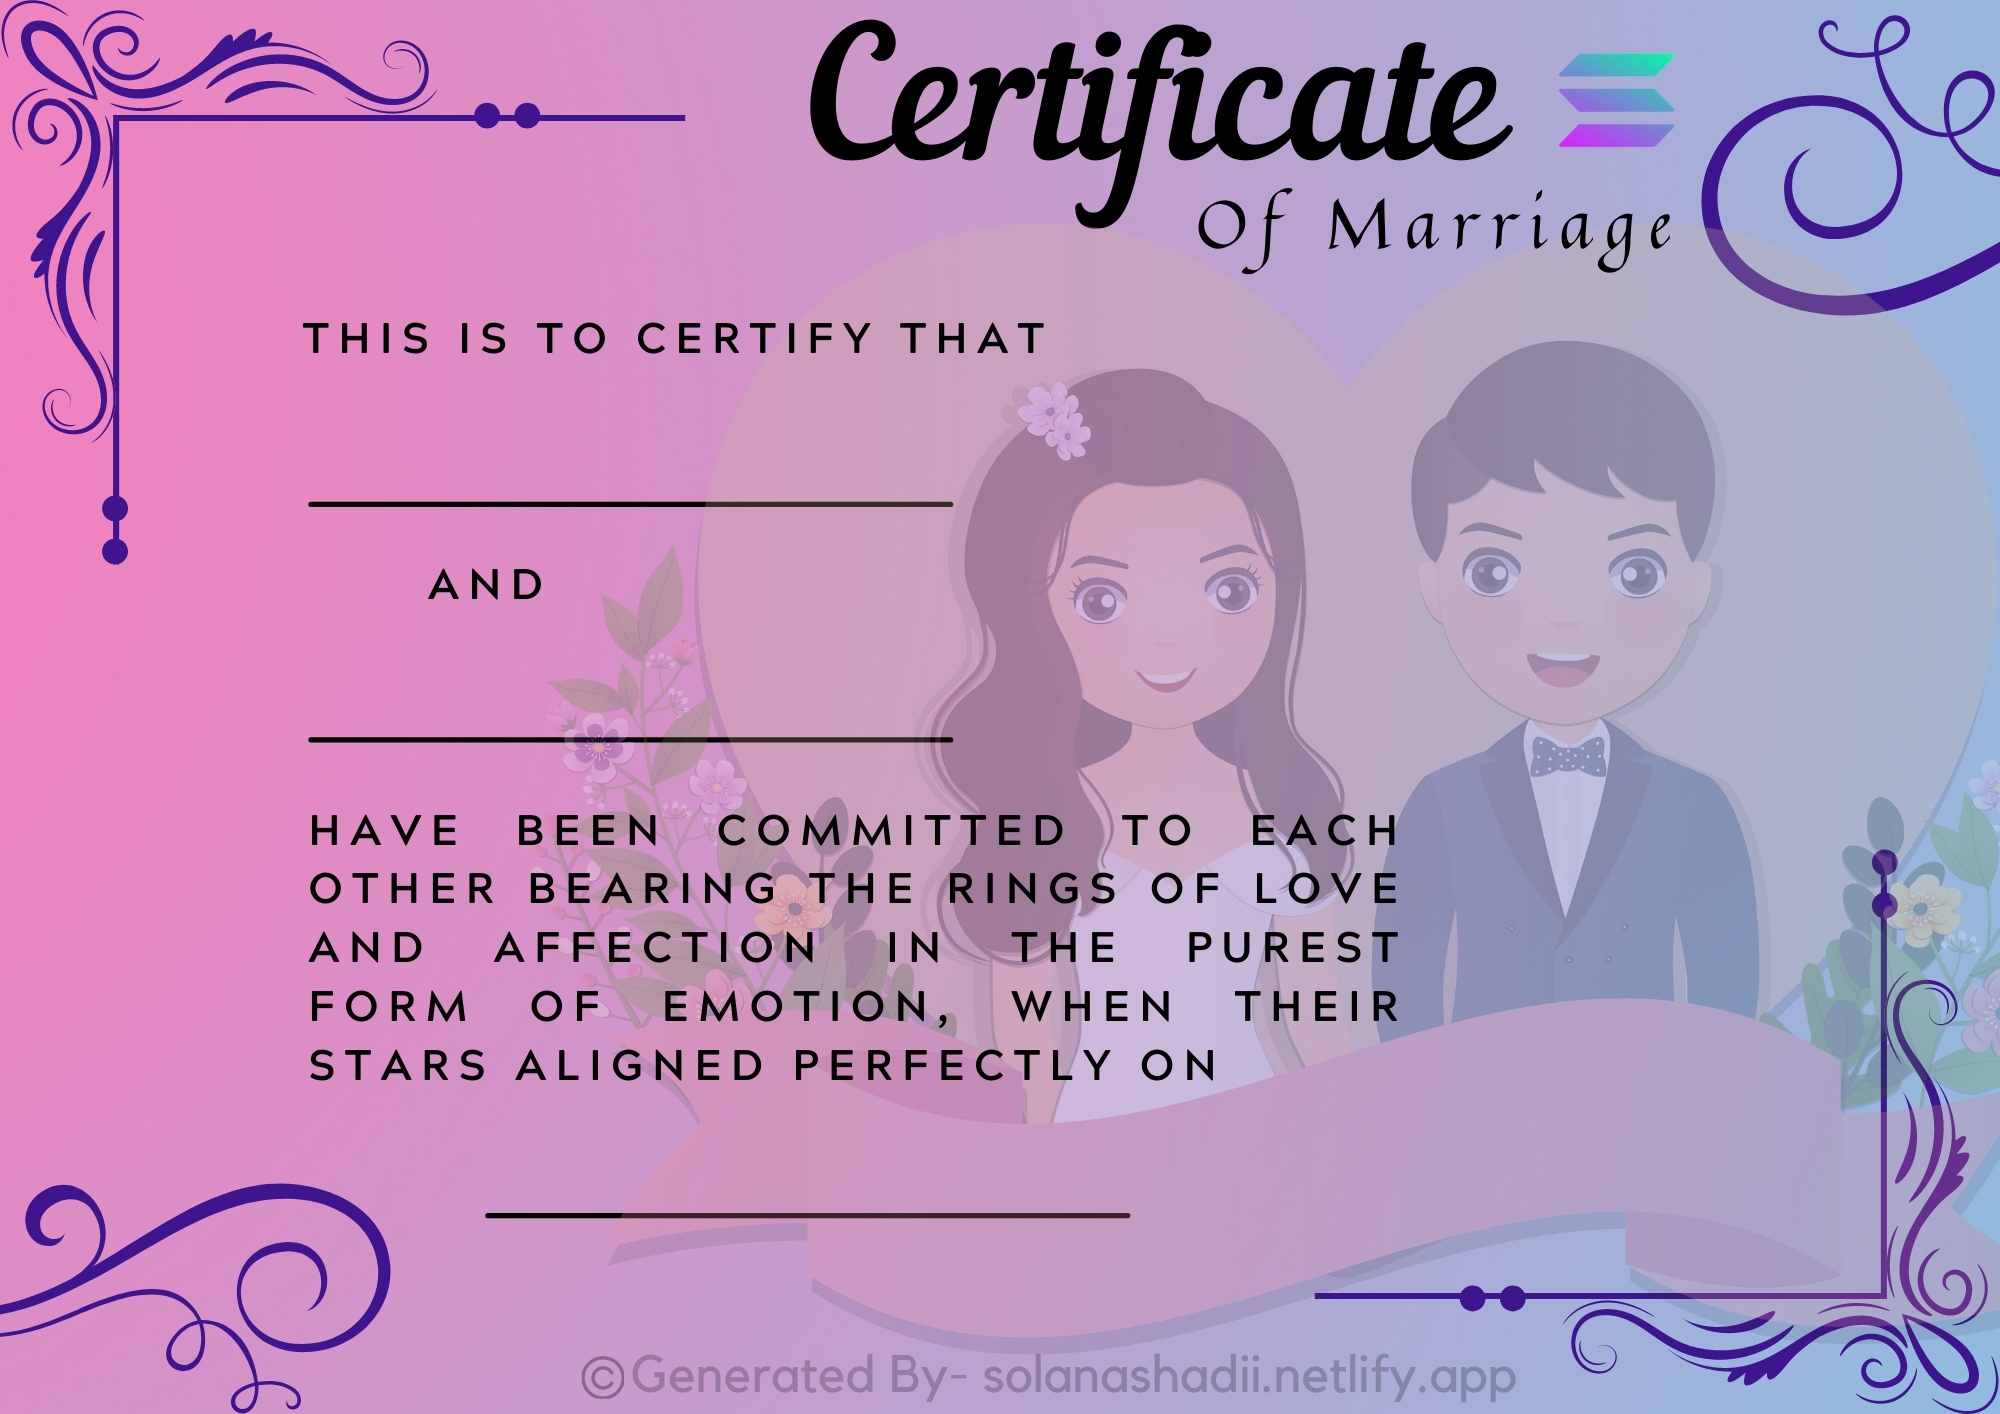 Certificate
Of Marriage
THIS IS TO CERTIFY THAT
AND
HAVE BEEN COMMITTED TO EACH
OTHER BEARING THE RINGS OF LOVE
AND AFFECTION IN THE PUREST
FORM OF EMOTION, WHEN THEIR
STARS ALIGNED PERFECTLY ON
©Generated By- solanashadii.netlify.app